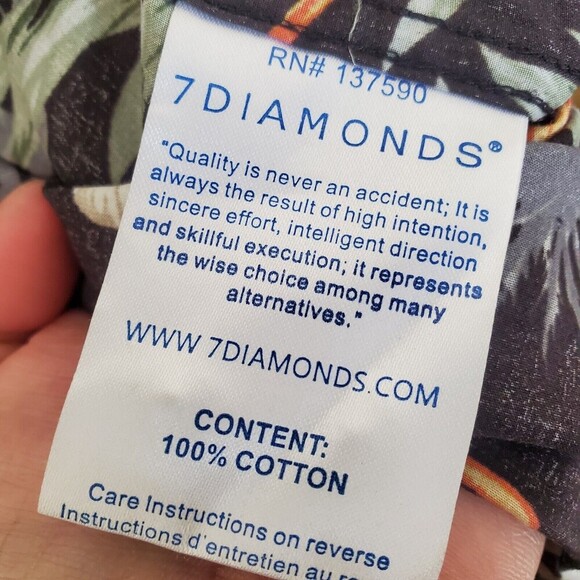 RN# 137590
7DIAMONDS®
"Quality is never an accident; It is
always the result of high intention,
sincere effort, intelligent direction
and skillful execution; it represents
the wise choice among many
alternatives."
WWW.7DIAMONDS.COM
CONTENT:
100% COTTON
Care Instructions on reverse
Instructions d'entretien au